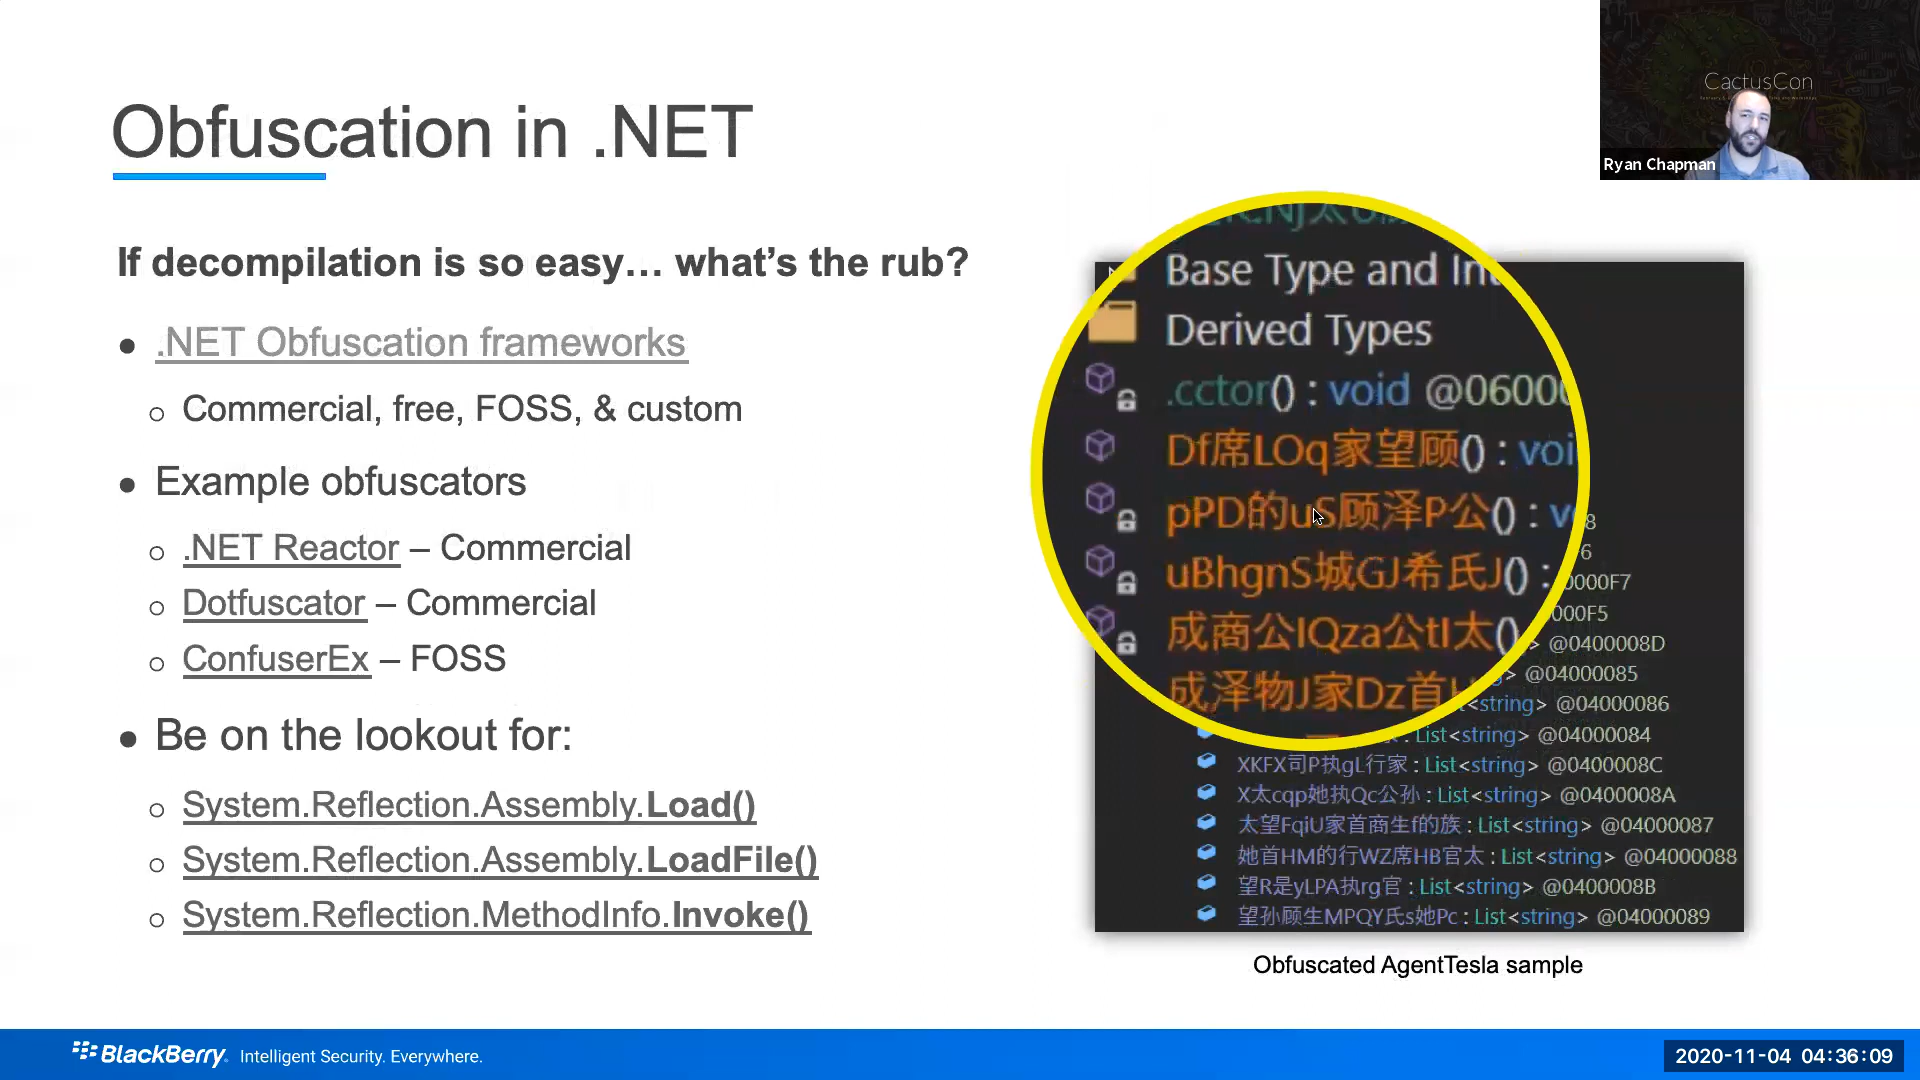 CactusCon
Ryan Chapman
Obfuscation in .NET
If decompilation is so easy… what’s the rub?
● .NET Obfuscation frameworks
○ Commercial, free, FOSS, & custom
● Example obfuscators
○ .NET Reactor – Commercial
○ Dotfuscator – Commercial
○ ConfuserEx – FOSS
● Be on the lookout for:
○ System.Reflection.Assembly.Load()
○ System.Reflection.Assembly.LoadFile()
○ System.Reflection.MethodInfo.Invoke()
Base Type and Int
Derived Types
.cctor() : void @0600
Df席LOq家望顾() : voi
pPD的uS顾泽P公() : v
uBhgnS城GJ希氏J() :
成商公IQza公tI太()
成泽物J家Dz首
8
F6
0000F7
000F5
> @0400008D
> @04000085
<string> @04000086
: List<string> @04000084
XKFX司P执gL行家 : List<string> @0400008C
X太cqp她执Qc公孙 : List<string> @0400008A
太望FqiU家首商生f的族 : List<string> @04000087
她首HM的行WZ席HB官太 : List<string> @04000088
望R是yLPA执rg官 : List<string> @0400008B
望孙顾生MPQY氏s她Pc : List<string> @04000089
Obfuscated AgentTesla sample
BlackBerry Intelligent Security. Everywhere.
2020-11-04 04:36:09